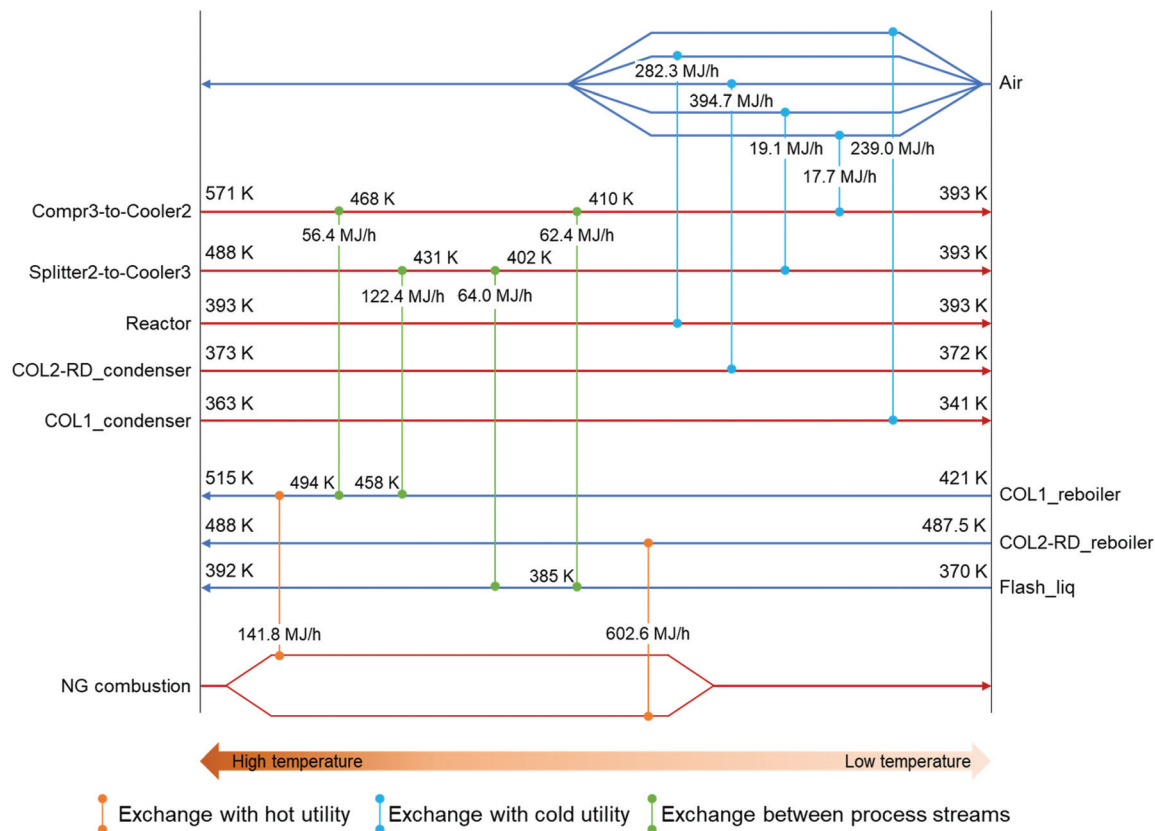 Air
282.3 MJ/h
394.7 MJ/h
19.1 MJ/h
239.0 MJ/h
17.7 MJ/h
Compr3-to-Cooler2
571 K
468 K
410 K
393 K
56.4 MJ/h
62.4 MJ/h
Splitter2-to-Cooler3
488 K
431 K
402 K
393 K
122.4 MJ/h
64.0 MJ/h
Reactor
393 K
393 K
COL2-RD_condenser
373 K
372 K
COL1_condenser
363 K
341 K
515 K
494 K
458 K
421 K
COL1_reboiler
488 K
487.5 K
COL2-RD_reboiler
392 K
385 K
370 K
Flash_liq
141.8 MJ/h
602.6 MJ/h
NG combustion
High temperature
Low temperature
Exchange with hot utility
Exchange with cold utility
Exchange between process streams